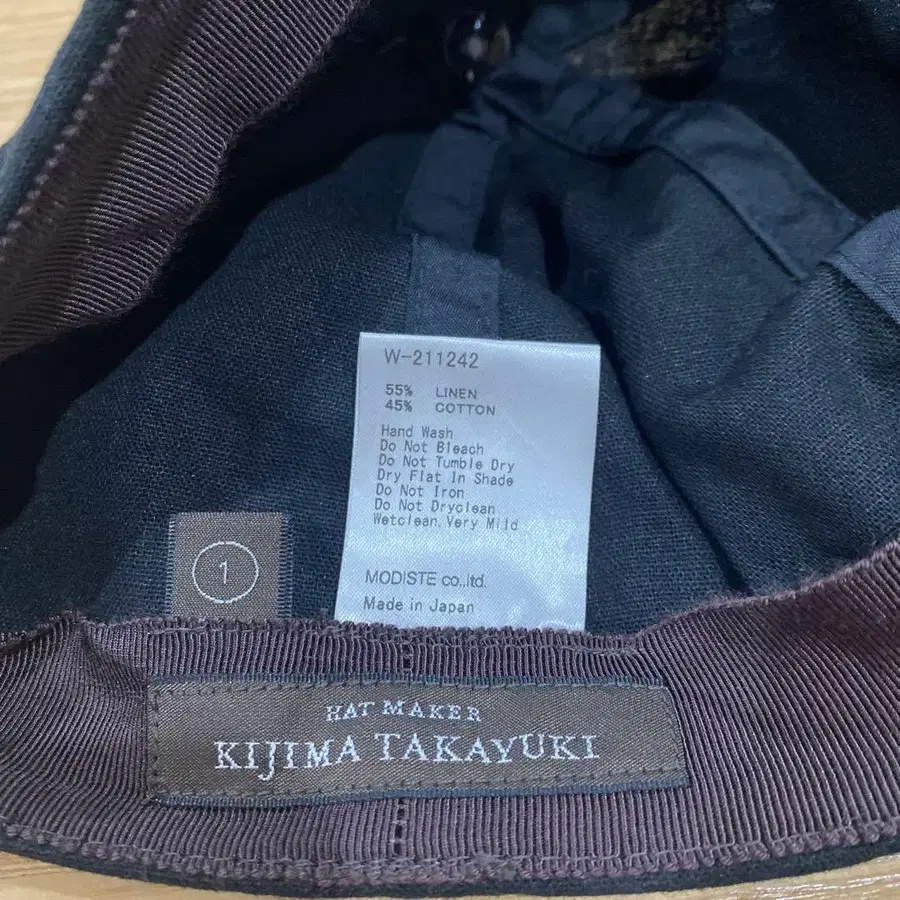 W-211242
55% LINEN
45% COTTON
Hand Wash
Do Not Bleach
Do Not Tumble Dry
Dry Flat In Shade
Do Not Iron
Do Not Dryclean
Wetclean.Very Mild
MODISTE co.,ltd.
Made in Japan
1
HAT MAKER
KIJIMA TAKAYUKI